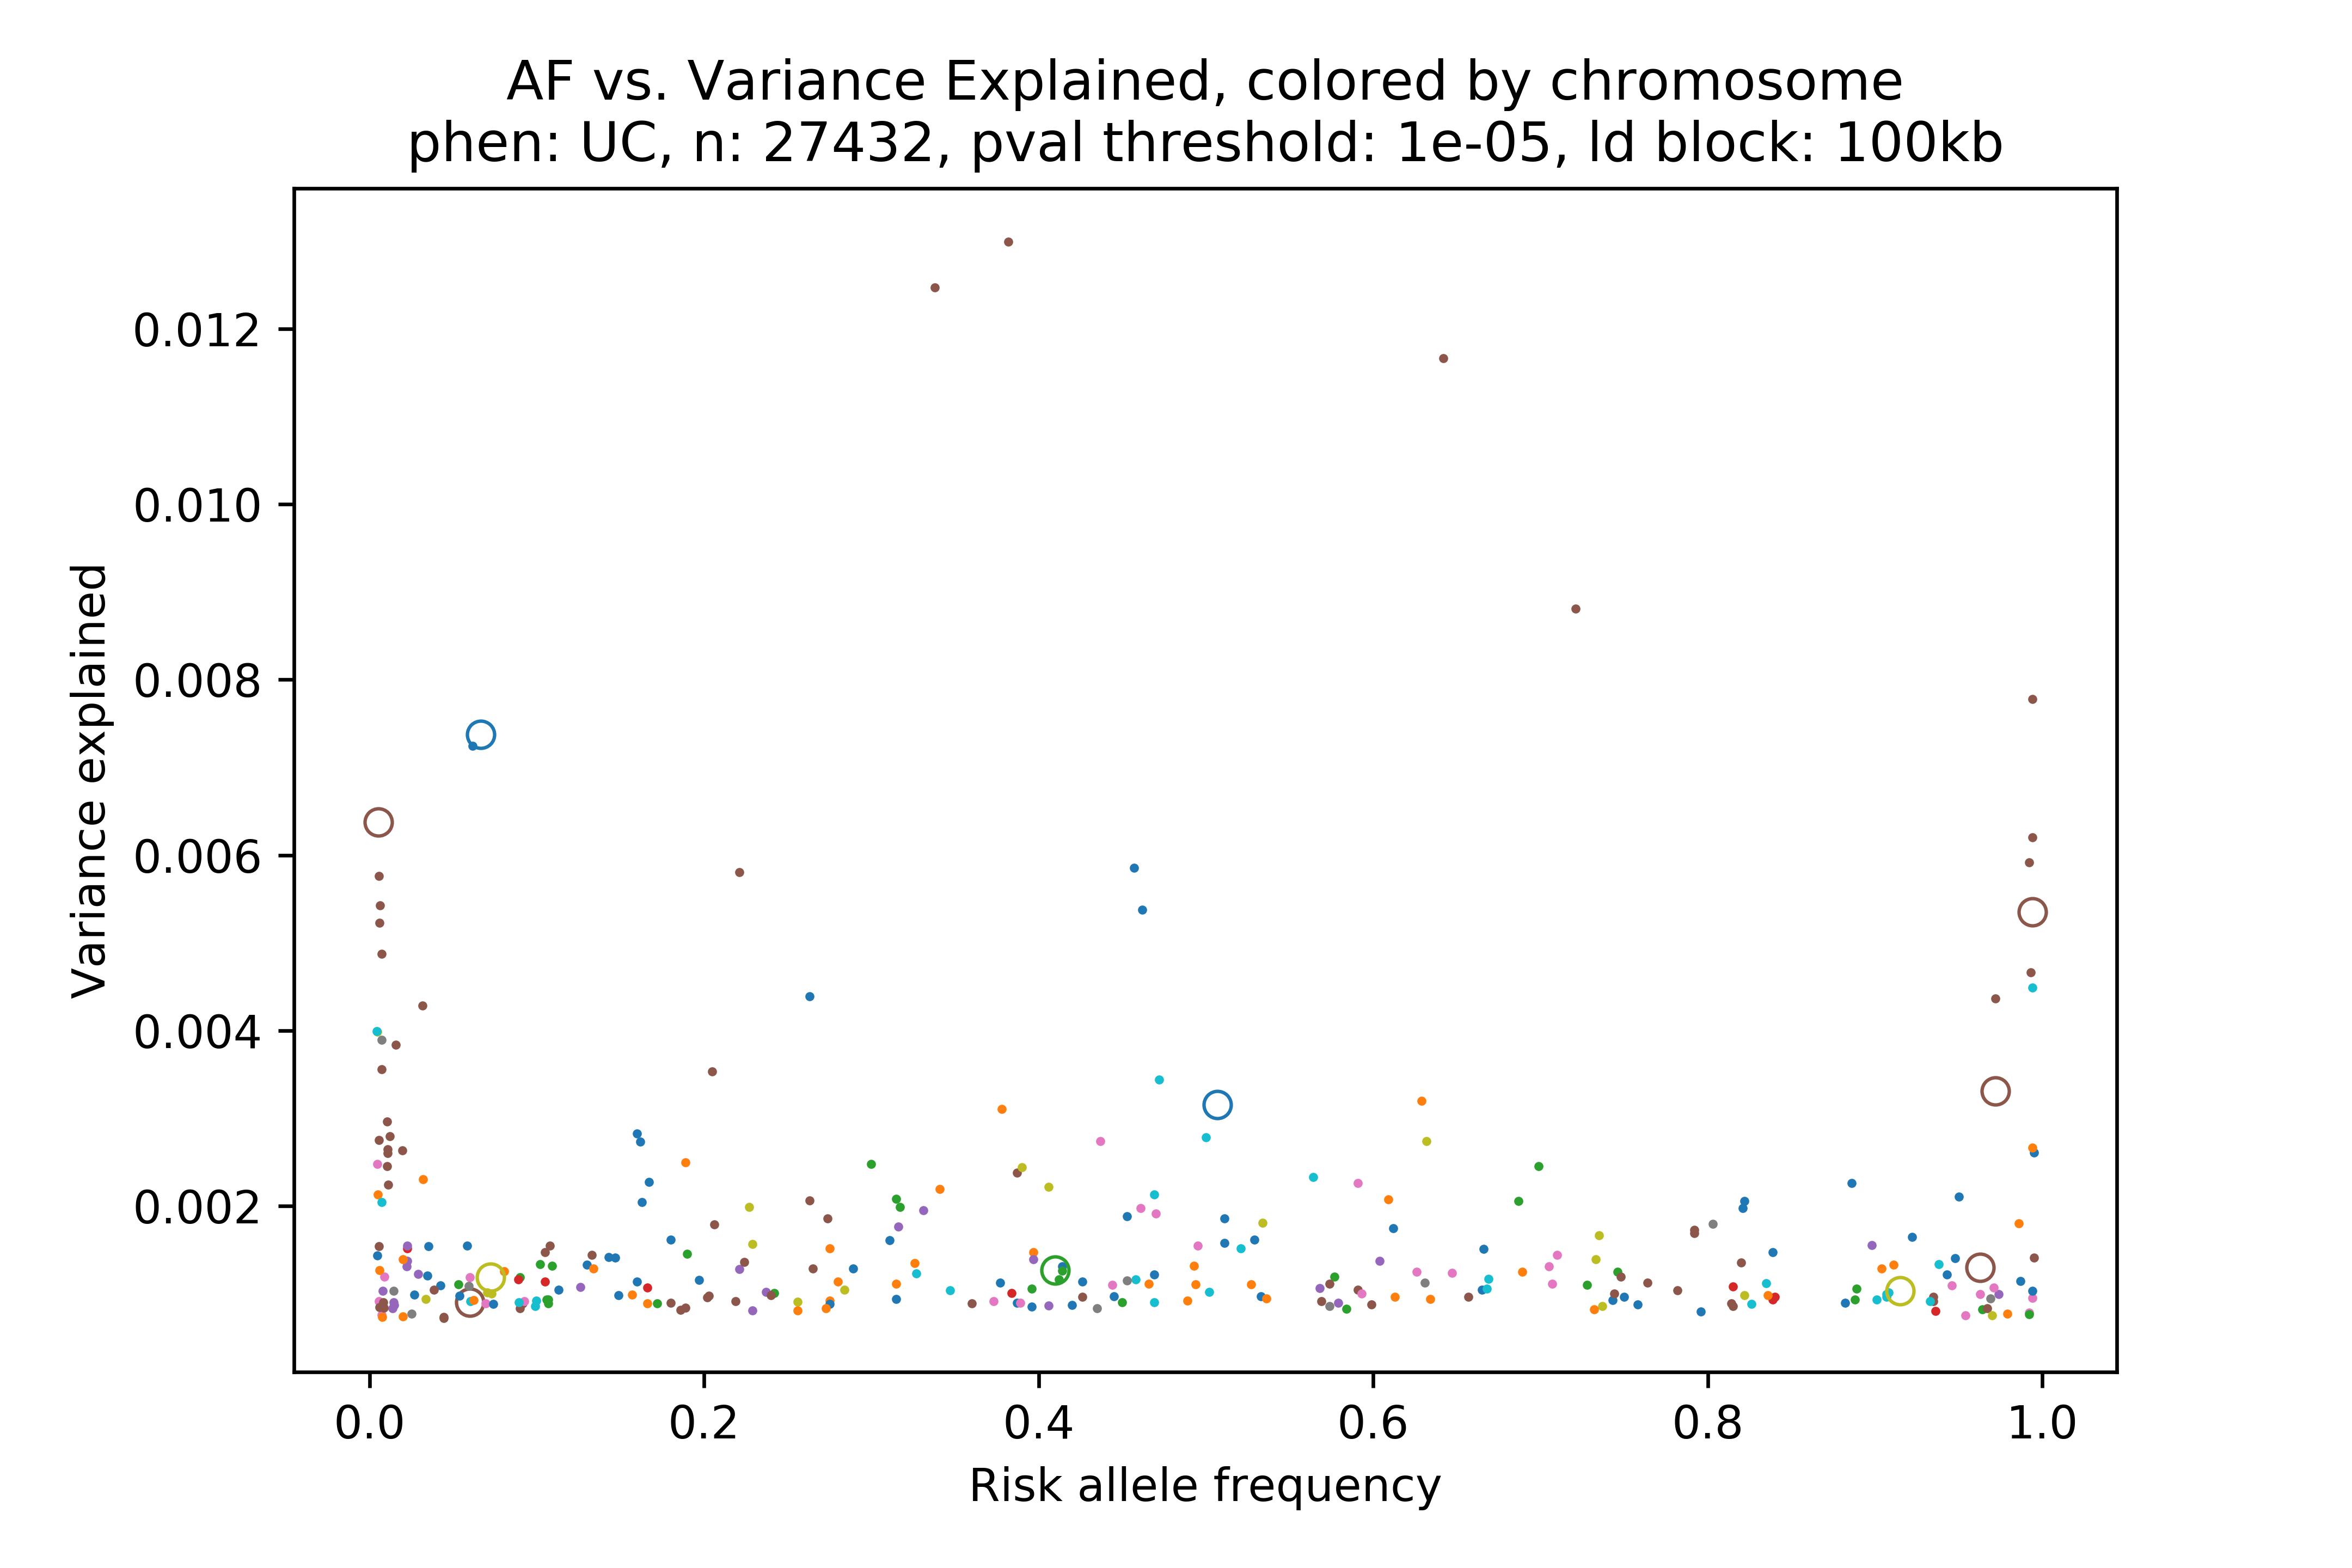 AF vs. Variance Explained, colored by chromosome
phen: UC, n: 27432, pval threshold: 1e-05, ld block: 100kb
Variance explained
0.012
0.010
0.008
0.006
0.004
0.002
0.0 0.2 0.4 0.6 0.8 1.0
Risk allele frequency